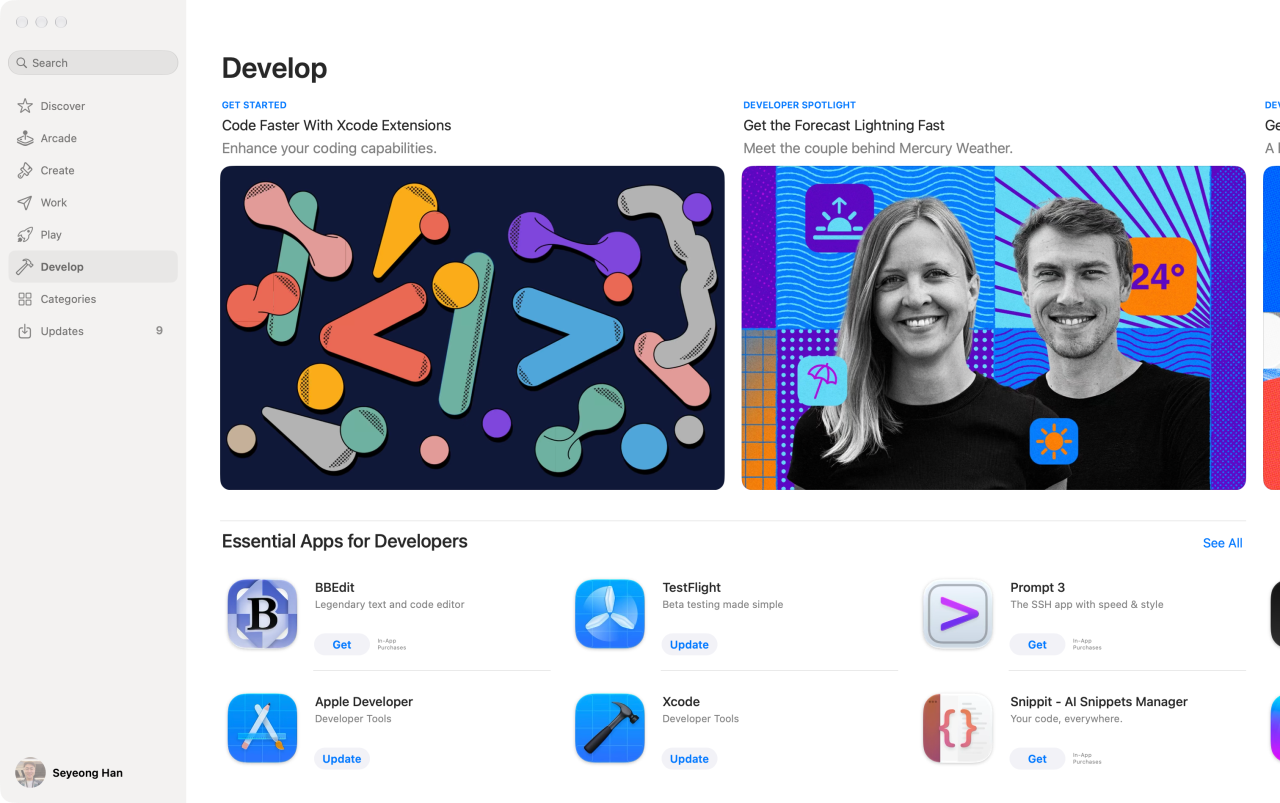 Search
Discover
Arcade
Create
Work
Play
Develop
Categories
Updates 9
Seyeong Han
Develop
GET STARTED
Code Faster With Xcode Extensions
Enhance your coding capabilities.
DEVELOPER SPOTLIGHT
Get the Forecast Lightning Fast
Meet the couple behind Mercury Weather.
24°
Essential Apps for Developers
See All
BBEdit
Legendary text and code editor
Get
In-App
Purchases
TestFlight
Beta testing made simple
Update
Prompt 3
The SSH app with speed & style
Get
In-App
Purchases
Apple Developer
Developer Tools
Update
Xcode
Developer Tools
Update
Snippit - AI Snippets Manager
Your code, everywhere.
Get
In-App
Purchases